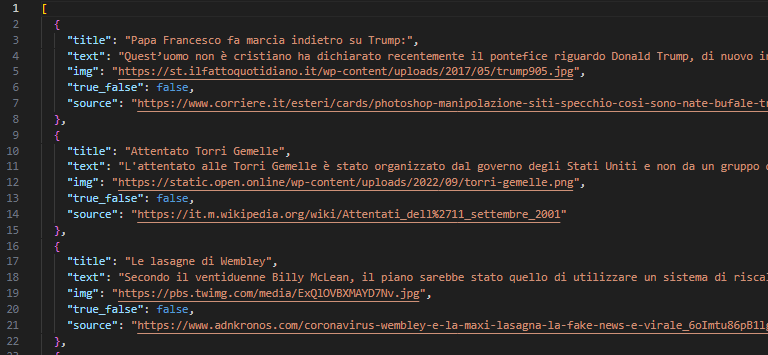 1 [
2 {
3 "title": "Papa Francesco fa marcia indietro su Trump:",
4 "text": "Quest’uomo non è cristiano ha dichiarato recentemente il pontefice riguardo Donald Trump, di nuovo
5 "img": "https://st.ilfattoquotidiano.it/wp-content/uploads/2017/05/trump905.jpg",
6 "true_false": false,
7 "source": "https://www.corriere.it/esteri/cards/photoshop-manipolazione-siti-specchio-cosi-sono-nate-bufale-
8 },
9 {
10 "title": "Attentato Torri Gemelle",
11 "text": "L'attentato alle Torri Gemelle è stato organizzato dal governo degli Stati Uniti e non da un gruppo
12 "img": "https://static.open.online/wp-content/uploads/2022/09/torri-gemelle.png",
13 "true_false": false,
14 "source": "https://it.m.wikipedia.org/wiki/Attentati_dell%2711_settembre_2001"
15 },
16 {
17 "title": "Le lasagne di Wembley",
18 "text": "Secondo il ventiduenne Billy McLean, il piano sarebbe stato quello di utilizzare un sistema di
19 "img": "https://pbs.twimg.com/media/ExQlOVBXMAYD7Nv.jpg",
20 "true_false": false,
21 "source": "https://www.adnkronos.com/coronavirus-wembley-e-la-maxi-lasagna-la-fake-news-e-virale_
22 },